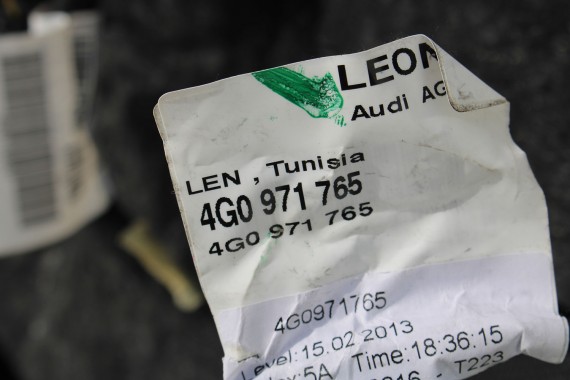 LEON
Audi AG
LEN , Tunisia
4G0 971 765
4G0 971 765
4G0971765
Level:15.02 2013
Time:18:36:15
:5A
T223